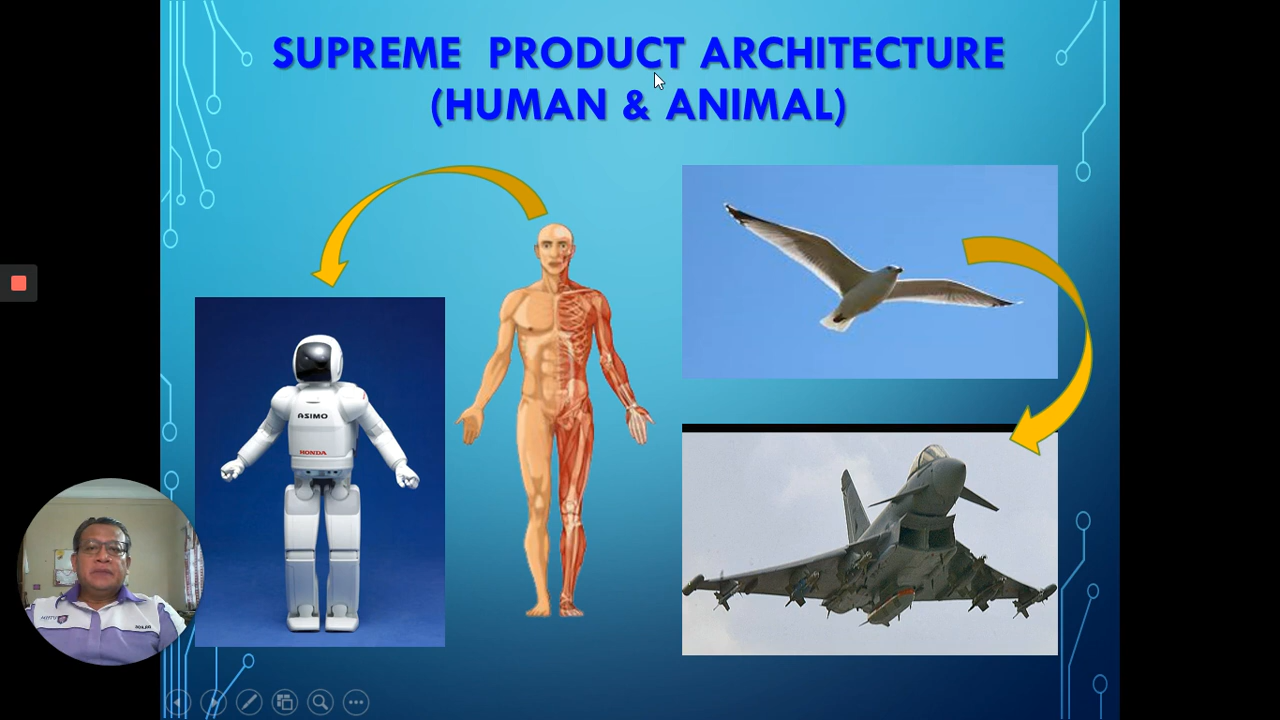 SUPREME PRODUCT ARCHITECTURE
(HUMAN & ANIMAL)
ASIMO
HONDA